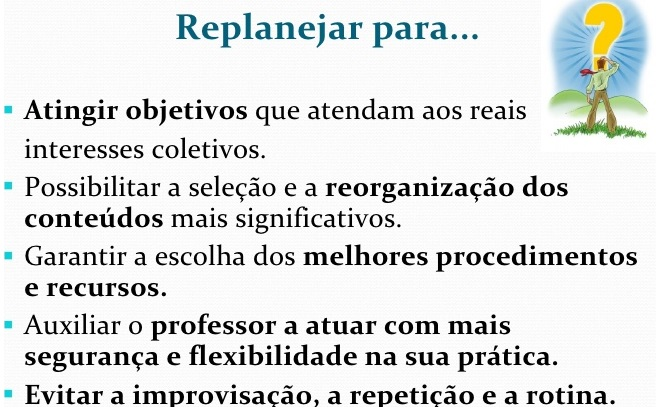 Replanejar para...
▪ Atingir objetivos que atendam aos reais
interesses coletivos.
▪ Possibilitar a seleção e a reorganização dos
conteúdos mais significativos.
▪ Garantir a escolha dos melhores procedimentos
e recursos.
▪ Auxiliar o professor a atuar com mais
segurança e flexibilidade na sua prática.
▪ Evitar a improvisação, a repetição e a rotina.